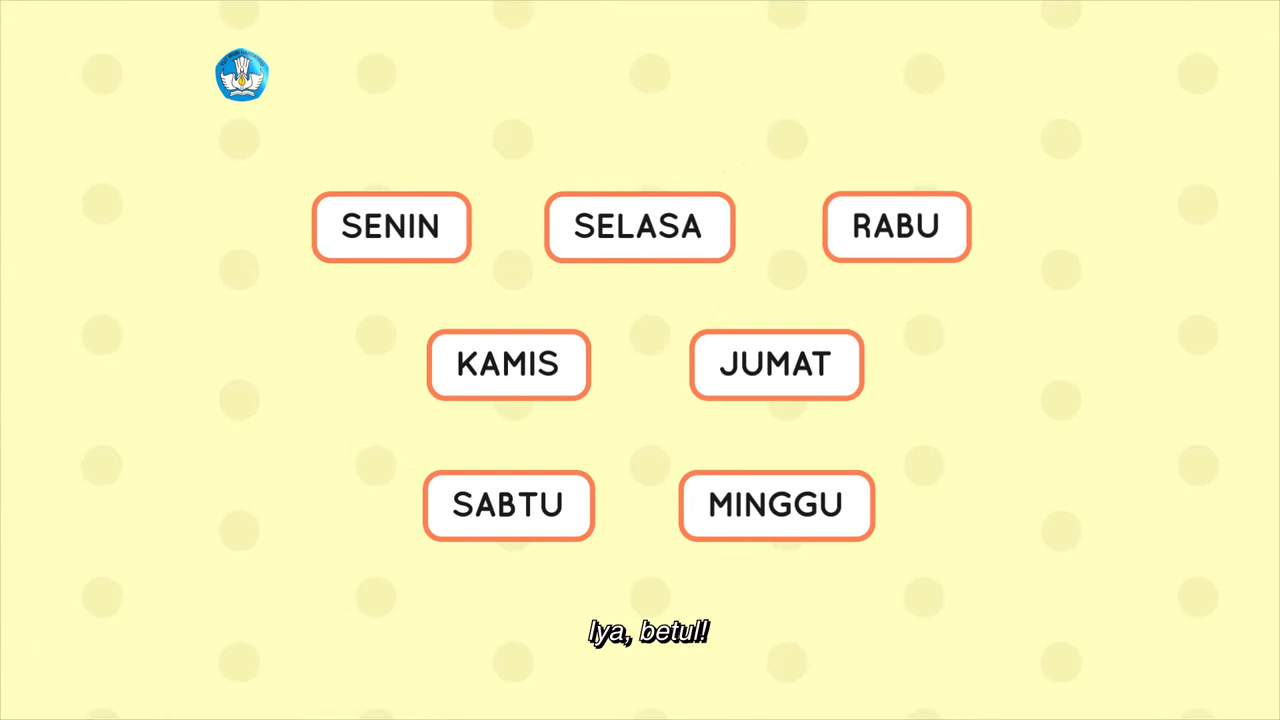 SENIN SELASA RABU
KAMIS JUMAT
SABTU MINGGU
Iya, betul!